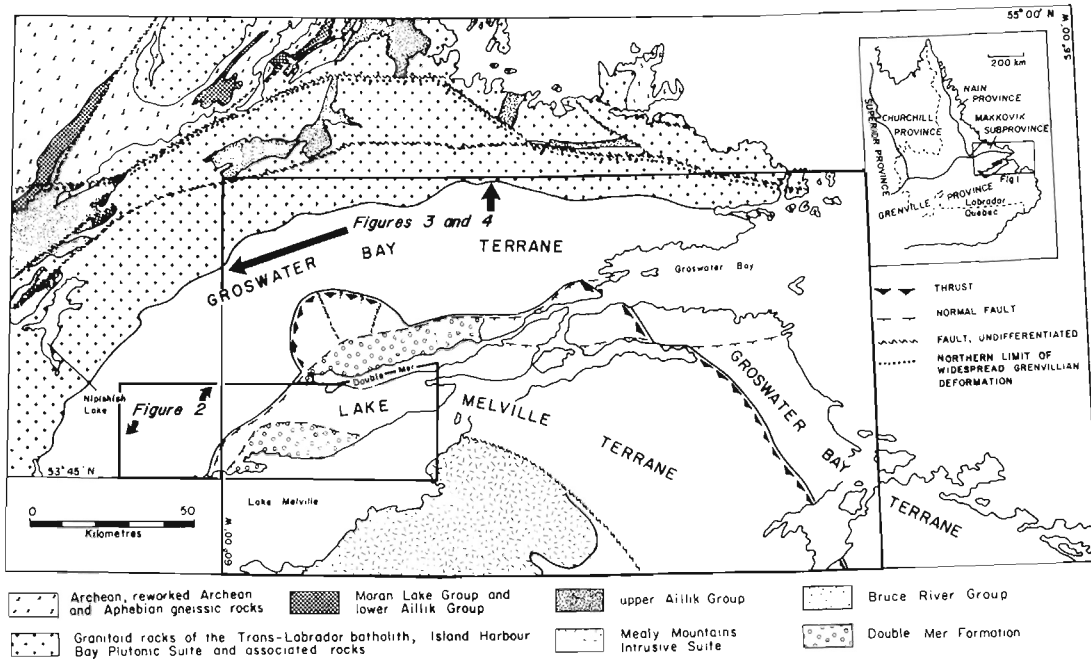 55° 00' N
56° 00' W
200 km
NAIN
PROVINCE
CHURCHILL
PROVINCE
MAKKOVIK
SUBPROVINCE
SUPERIOR PROVINCE
Fig 1
GRENVILLE PROVINCE
Labrador
Quebec
Figures 3 and 4
GROSWATER BAY TERRANE
Groswater Bay
THRUST
NORMAL FAULT
FAULT, UNDIFFERENTIATED
NORTHERN LIMIT OF
WIDESPREAD GRENVILLIAN
DEFORMATION
Nipishish
Lake
Figure 2
Double Mer
LAKE MELVILLE TERRANE
GROSWATER BAY TERRANE
53° 45' N
Lake Melville
0 50
Kilometres
60° 00' W
Archean, reworked Archean
and Aphebian gneissic rocks
Moran Lake Group and
lower Aillik Group
upper Aillik Group
Bruce River Group
Granitoid rocks of the Trans-Labrador batholith, Island Harbour
Bay Plutonic Suite and associated rocks
Mealy Mountains
Intrusive Suite
Double Mer Formation